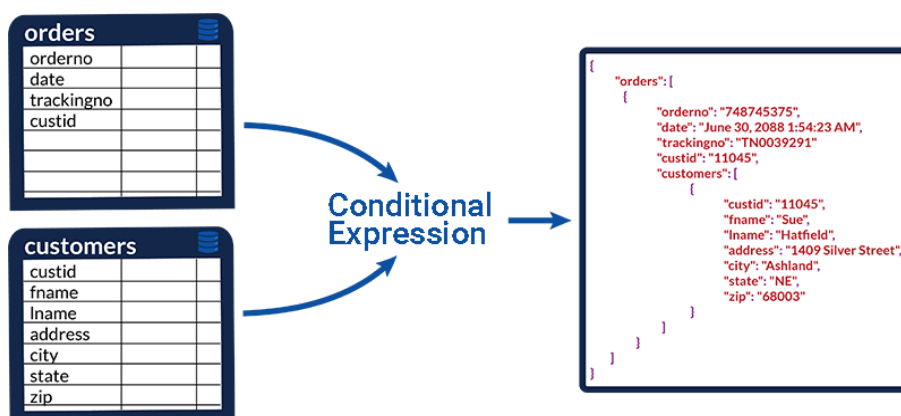 orders
orderno
date
trackingno
custid
customers
custid
fname
lname
address
city
state
zip
Conditional
Expression
{
"orders":[
{
"orderno": "748745375",
"date": "June 30, 2088 1:54:23 AM",
"trackingno": "TN0039291"
"custid": "11045",
"customers": [
{
"custid": "11045",
"fname": "Sue",
"lname": "Hatfield",
"address": "1409 Silver Street",
"city": "Ashland",
"state": "NE",
"zip": "68003"
}
]
}
]
}